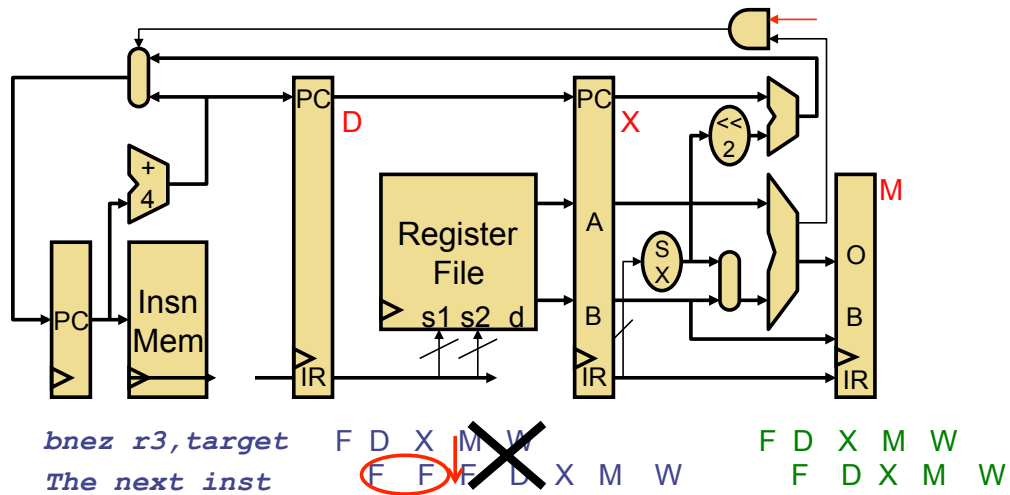 PC
D
PC
X
<<
2
+
4
M
Register
File
A
S
X
O
Insn
Mem
PC
s1 s2 d
B
B
IR
IR
IR
bnez r3,target F D X M W F D X M W
The next inst F F F D X M W F D X M W